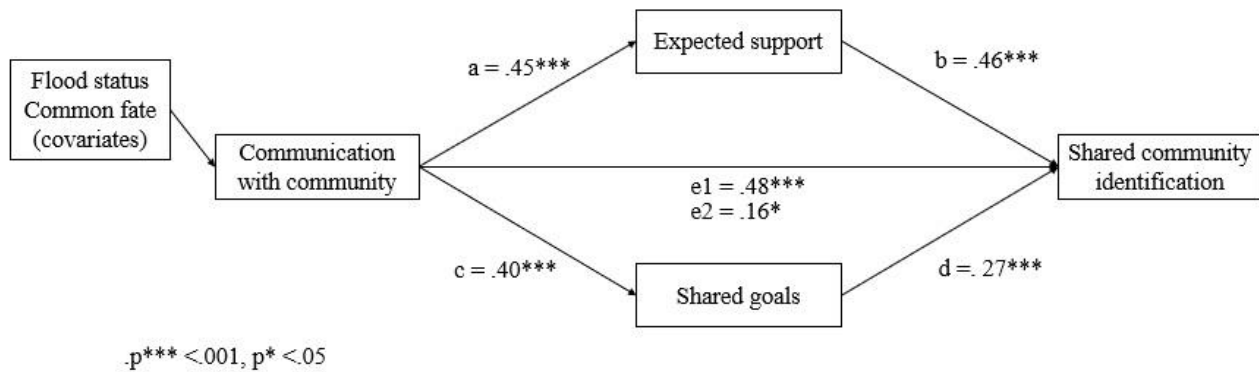 Expected support
a = .45***
b = .46***
Flood status
Common fate
(covariates)
Communication
with community
e1 = .48***
e2 = .16*
Shared community
identification
c = .40***
d =. 27***
Shared goals
.p*** <.001, p* <.05